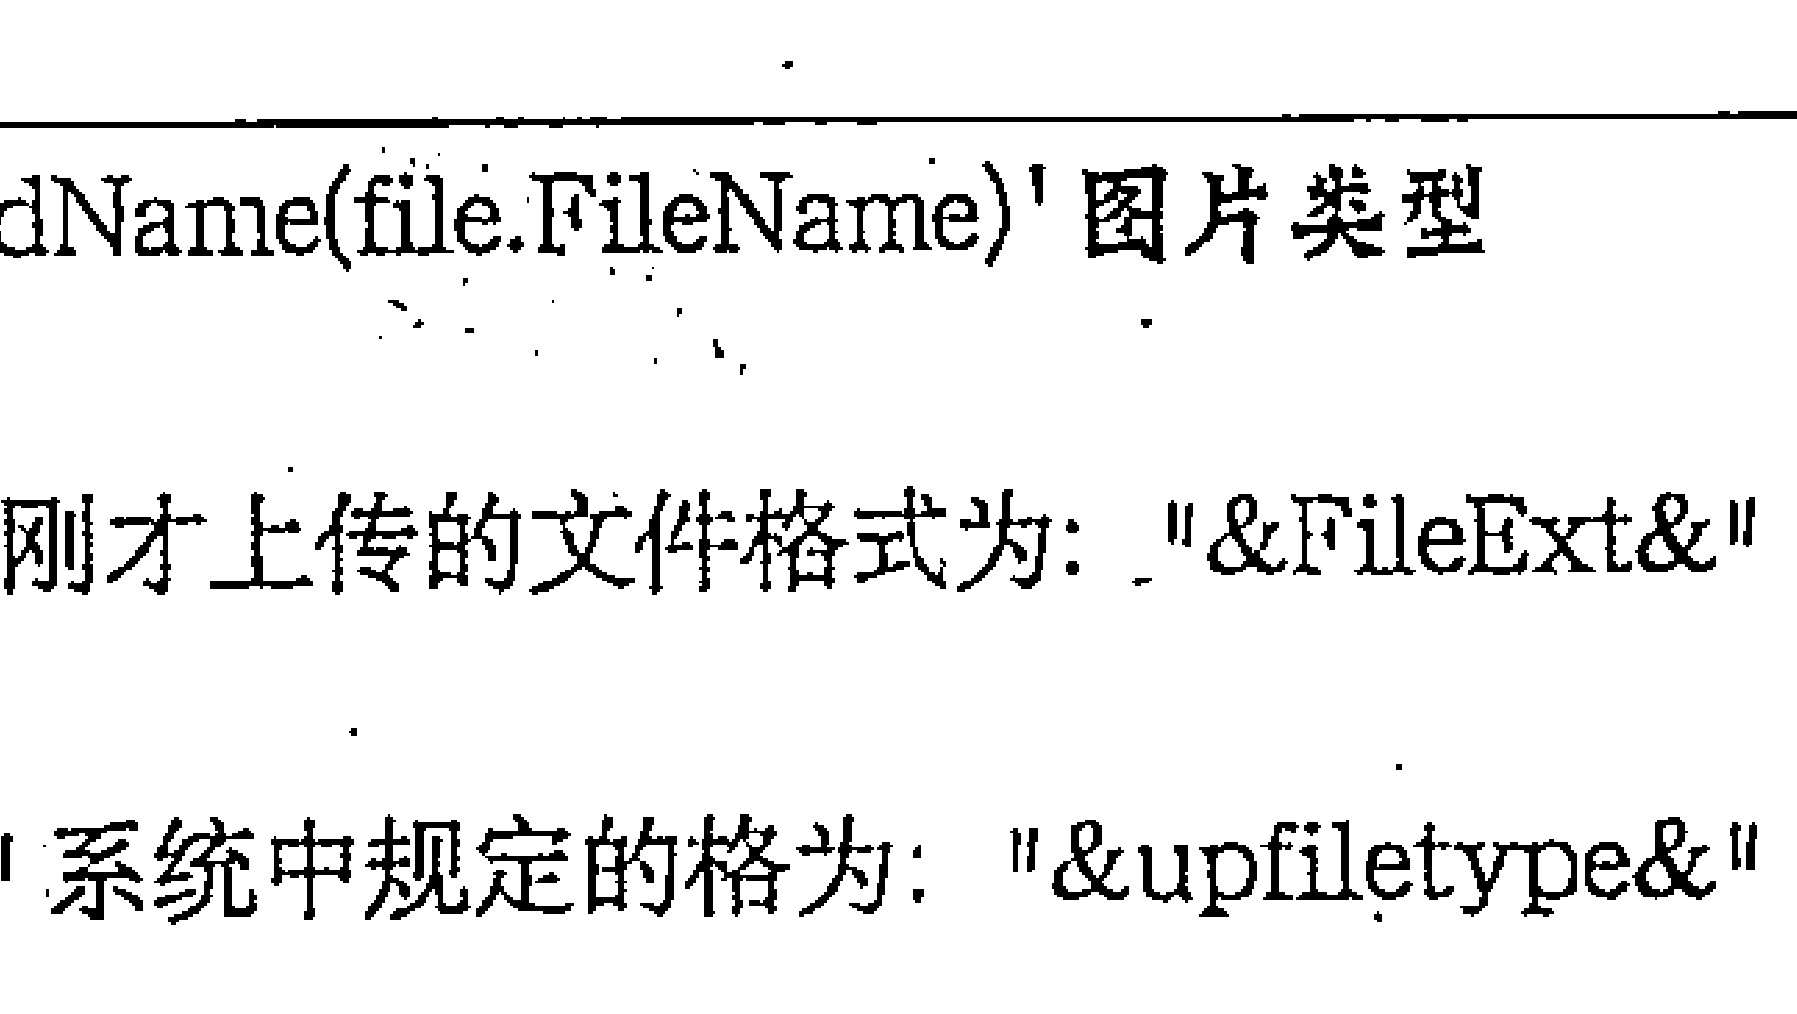 dName(file.FileName)'图片类型
刚才上传的文件格式为: "&FileExt&"
"系统中规定的格为: "&upfiletype&"